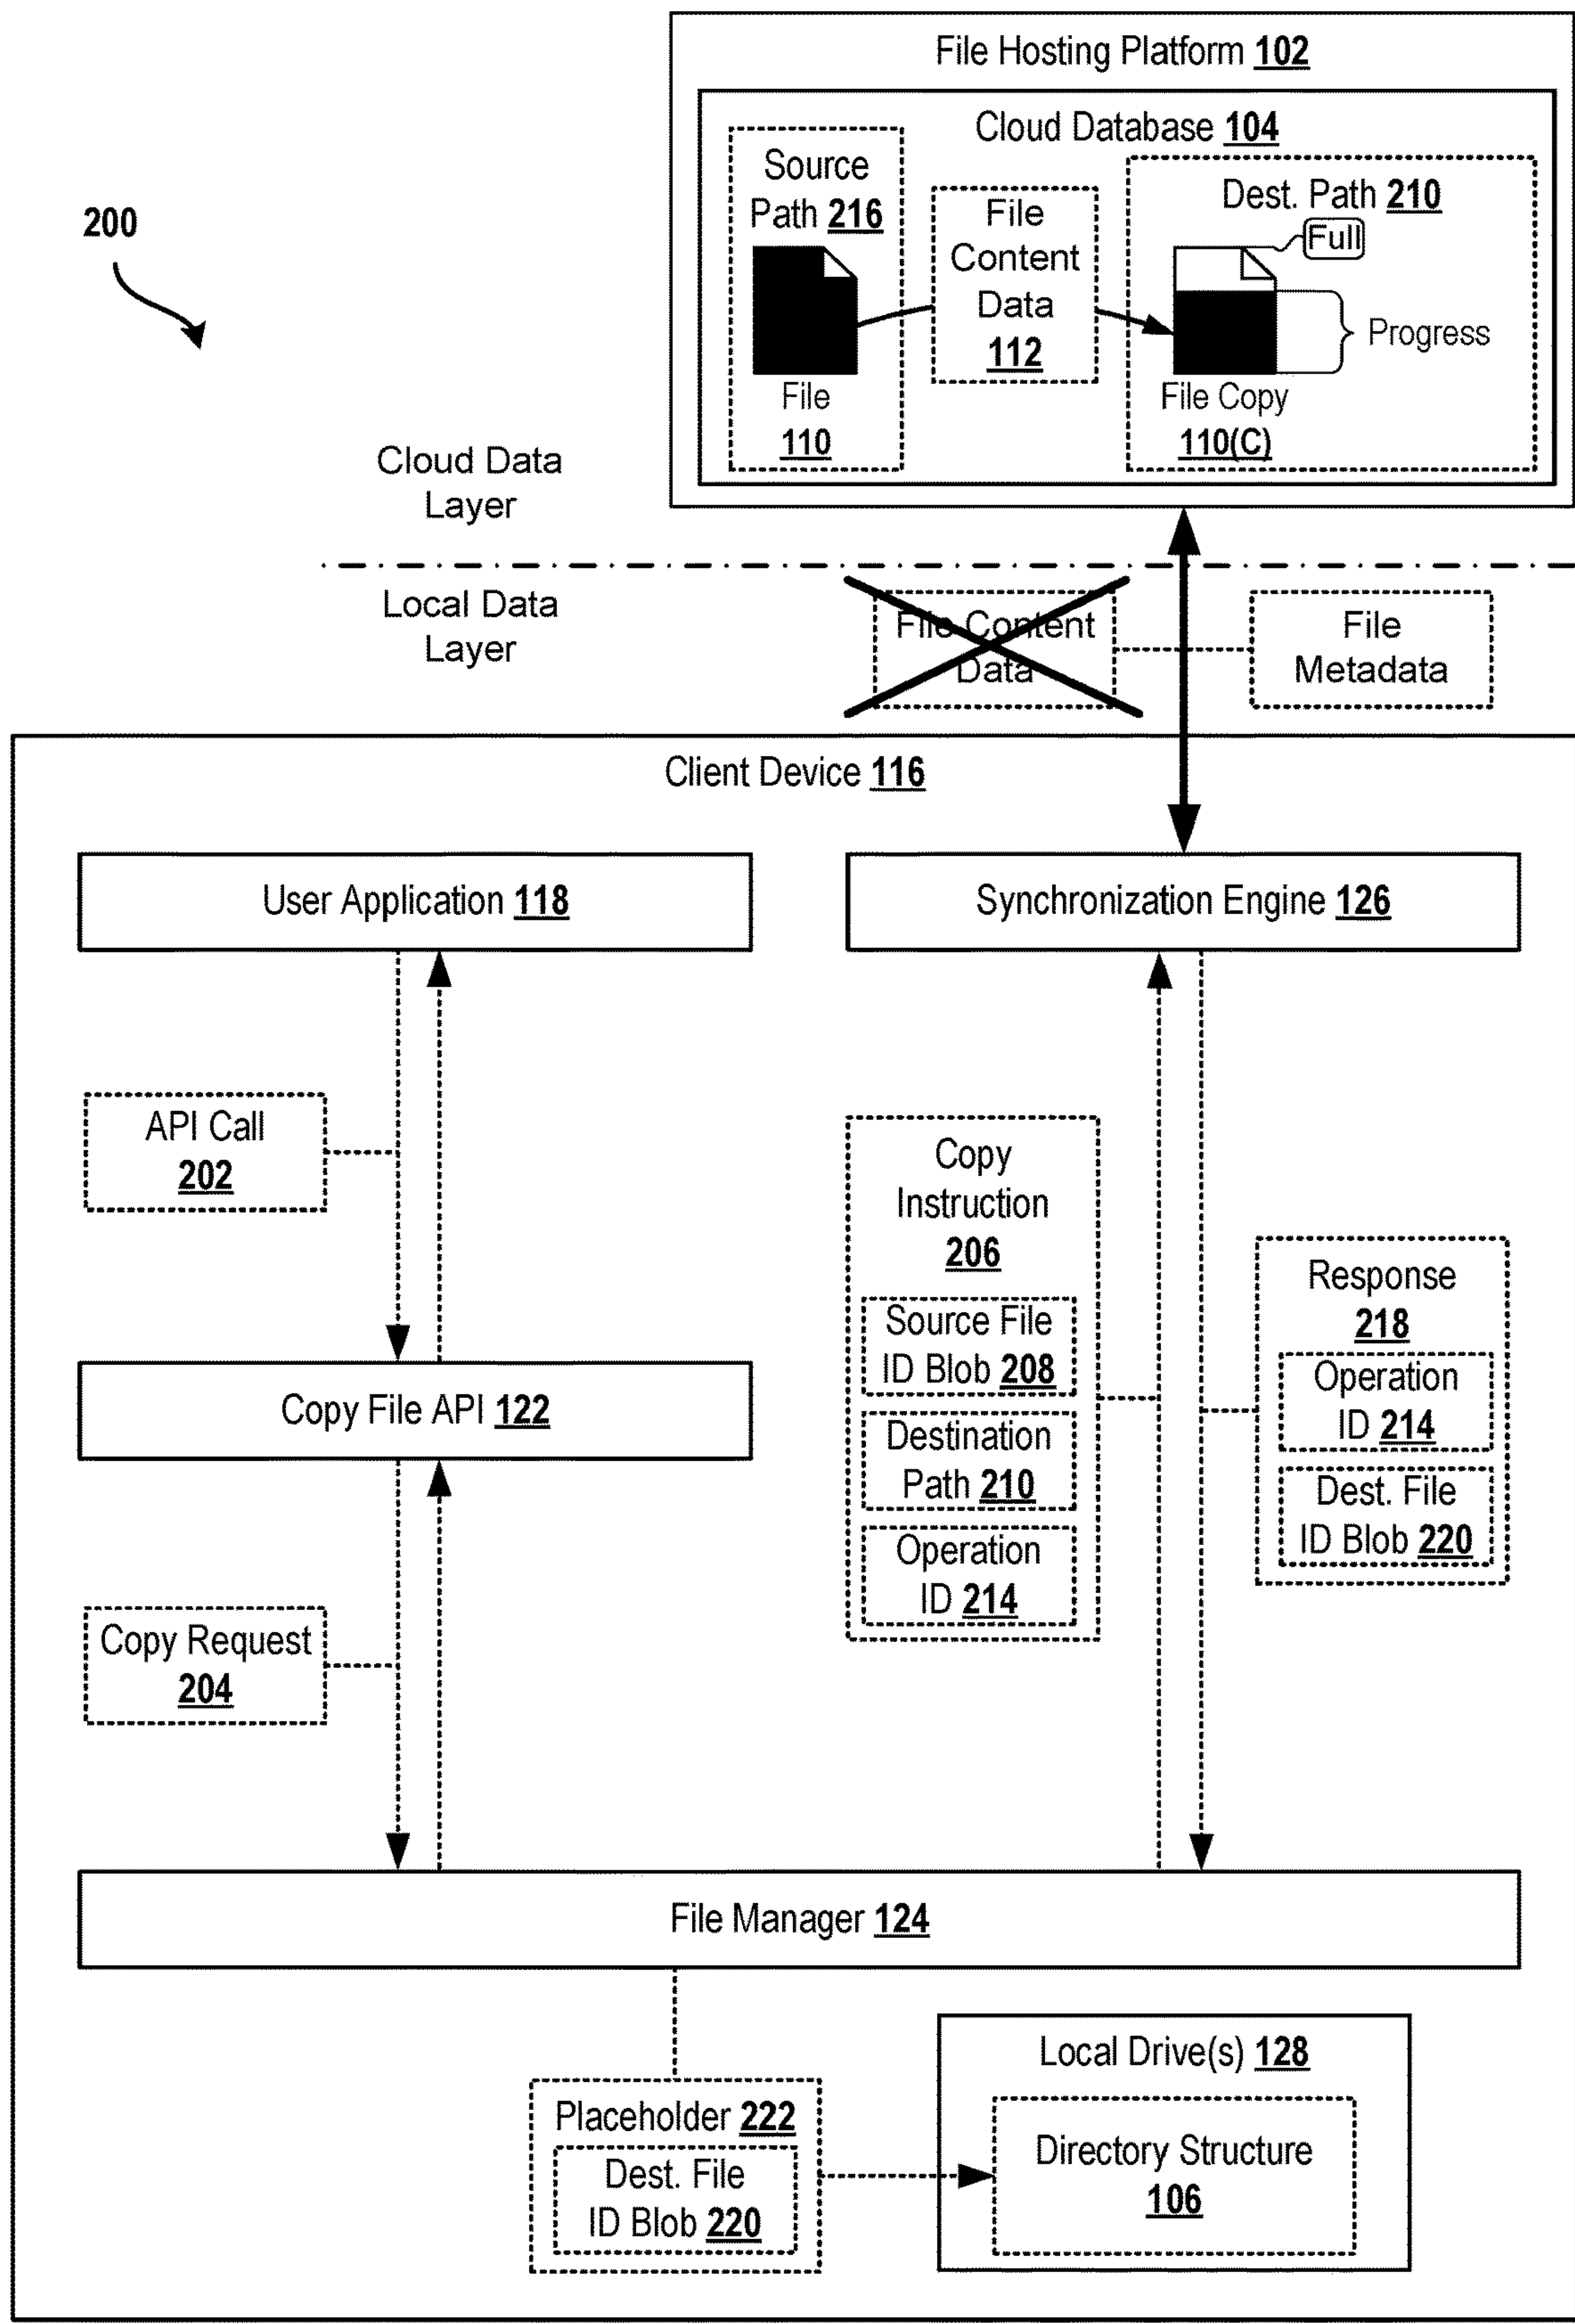 File Hosting Platform 102
Cloud Database 104
Source
Path 216
File
110
File
Content
Data
112
Dest. Path 210
Full
Progress
File Copy
110(C)
200
Cloud Data
Layer
Local Data
Layer
File Content
Data
File
Metadata
Client Device 116
User Application 118
Synchronization Engine 126
API Call
202
Copy
Instruction
206
Source File
ID Blob 208
Destination
Path 210
Operation
ID 214
Response
218
Operation
ID 214
Dest. File
ID Blob 220
Copy File API 122
Copy Request
204
File Manager 124
Placeholder 222
Dest. File
ID Blob 220
Local Drive(s) 128
Directory Structure
106